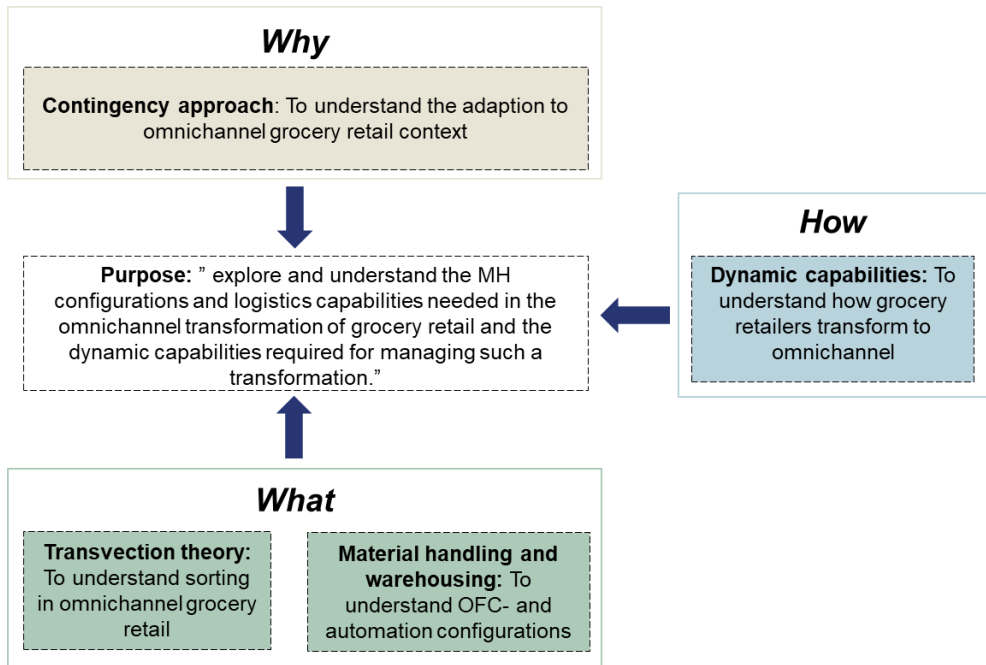 Why
Contingency approach: To understand the adaption to
omnichannel grocery retail context
How
Purpose: ” explore and understand the MH
configurations and logistics capabilities needed in the
omnichannel transformation of grocery retail and the
dynamic capabilities required for managing such a
transformation.”
Dynamic capabilities: To
understand how grocery
retailers transform to
omnichannel
What
Transvection theory:
To understand sorting
in omnichannel grocery
retail
Material handling and
warehousing: To
understand OFC- and
automation configurations